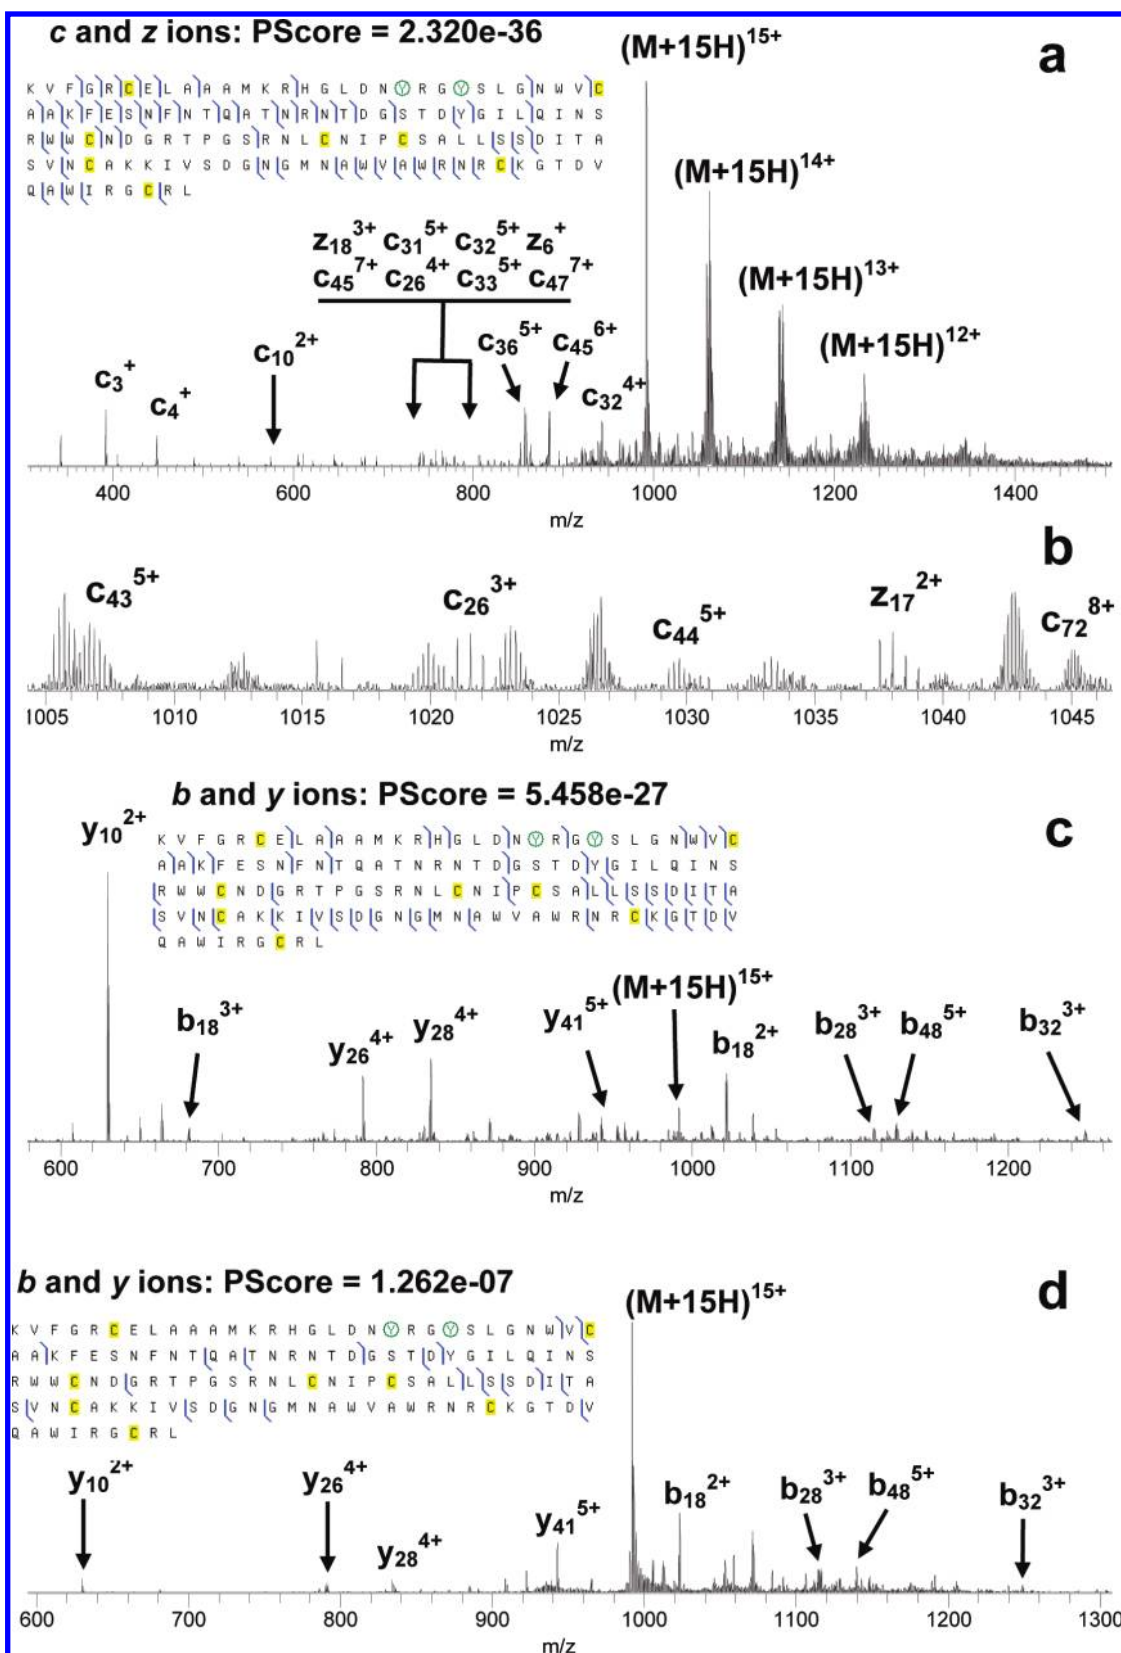 c and z ions: PScore = 2.320e-36
a
K V F G R C E L A A A M K R H G L D N Y R G Y S L G N W V C
A A K F E S N F N T Q A T N R N T D G S T D Y G I L Q I N S
R W W C N D G R T P G S R N L C N I P C S A L L S S D I T A
S V N C A K K I V S D G N G M N A W V A W R N R C K G T D V
Q A W I R G C R L
(M+15H)15+
(M+15H)14+
(M+15H)13+
(M+15H)12+
z18 3+ c31 5+ c32 5+ z6 +
c45 7+ c26 4+ c33 5+ c47 7+
c3 +
c4 +
c10 2+
c36 5+
c45 6+
c32 4+
400 600 800 1000 1200 1400
m/z
b
c43 5+
c26 3+
c44 5+
z17 2+
c72 8+
1005 1010 1015 1020 1025 1030 1035 1040 1045
m/z
b and y ions: PScore = 5.458e-27
c
K V F G R C E L A A A M K R H G L D N Y R G Y S L G N W V C
A A K F E S N F N T Q A T N R N T D G S T D Y G I L Q I N S
R W W C N D G R T P G S R N L C N I P C S A L L S S D I T A
S V N C A K K I V S D G N G M N A W V A W R N R C K G T D V
Q A W I R G C R L
y10 2+
b18 3+
y26 4+
y28 4+
y41 5+
(M+15H)15+
b18 2+
b28 3+
b48 5+
b32 3+
600 700 800 900 1000 1100 1200
m/z
b and y ions: PScore = 1.262e-07
d
K V F G R C E L A A A M K R H G L D N Y R G Y S L G N W V C
A A K F E S N F N T Q A T N R N T D G S T D Y G I L Q I N S
R W W C N D G R T P G S R N L C N I P C S A L L S S D I T A
S V N C A K K I V S D G N G M N A W V A W R N R C K G T D V
Q A W I R G C R L
(M+15H)15+
y10 2+
y26 4+
y28 4+
y41 5+
b18 2+
b28 3+
b48 5+
b32 3+
600 700 800 900 1000 1100 1200 1300
m/z